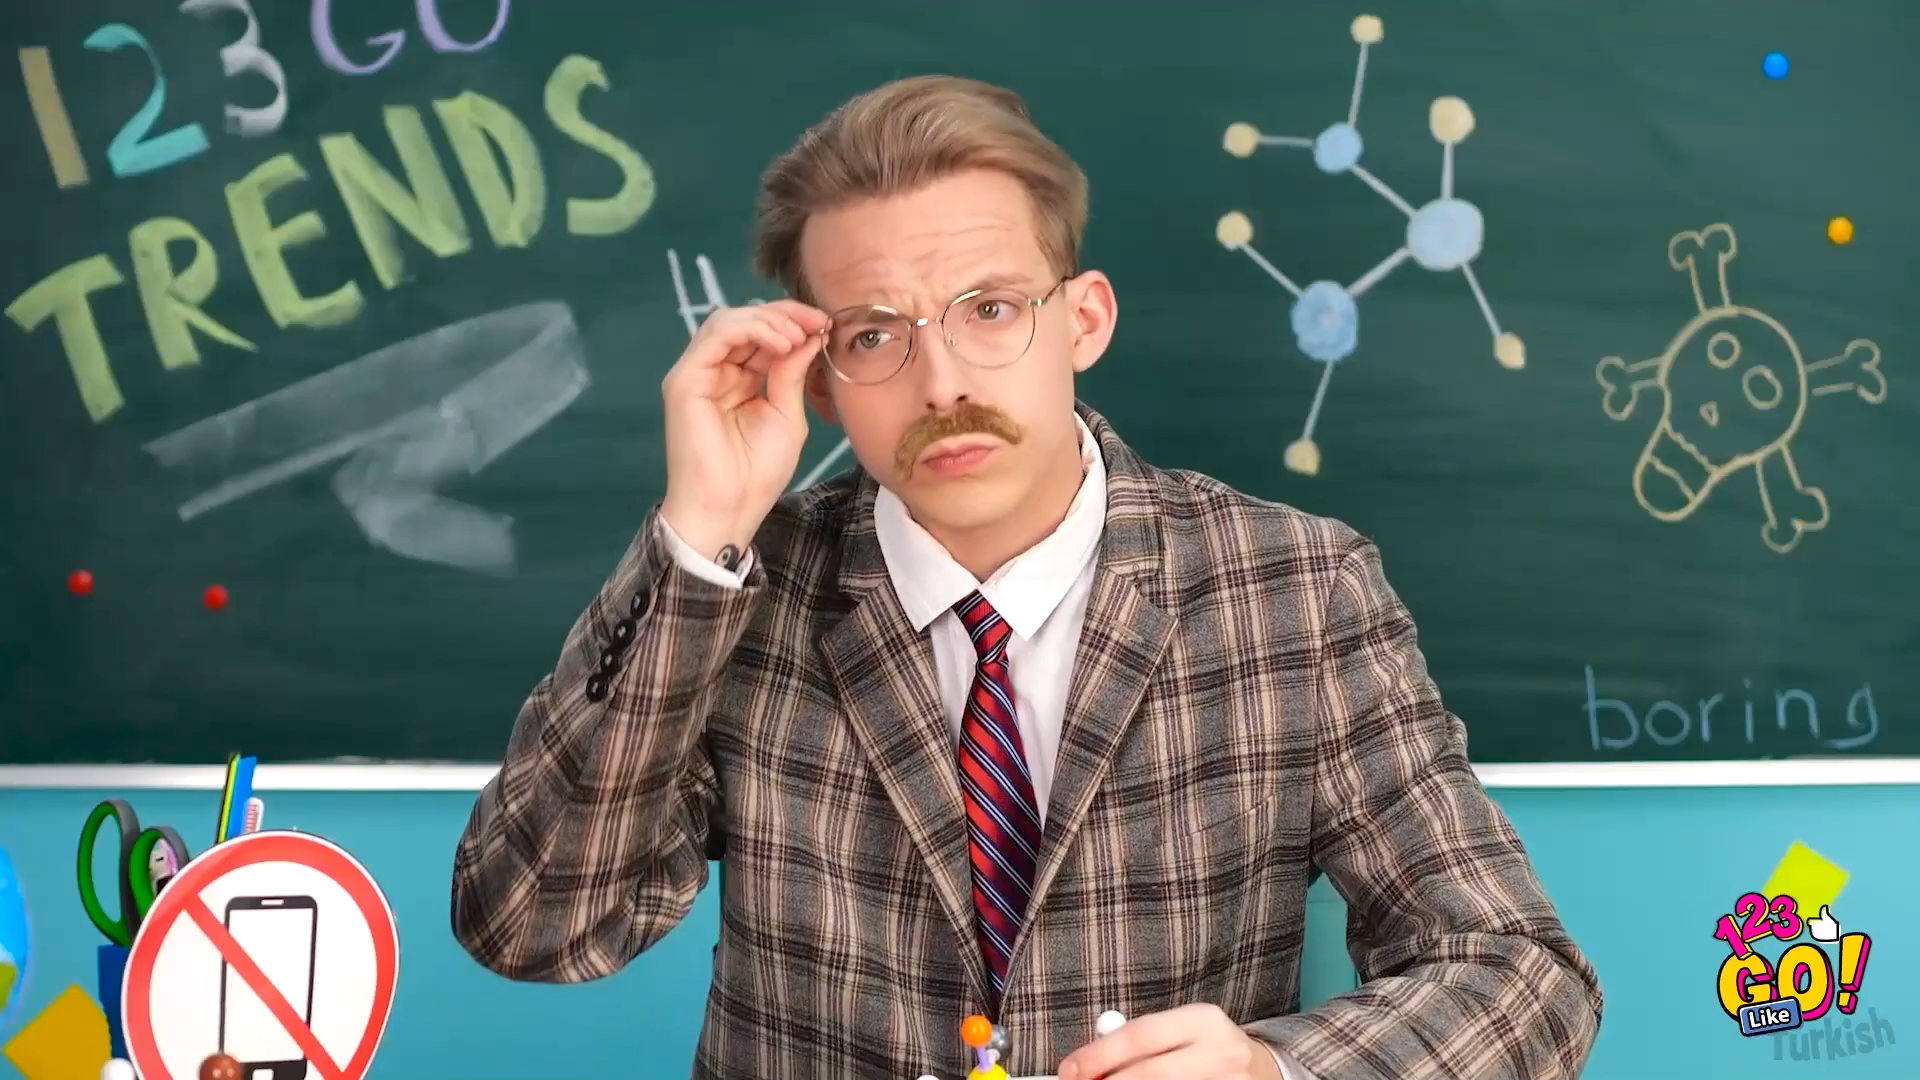 123 GO
TRENDS
H
boring
123
GO!
Like
Turkish